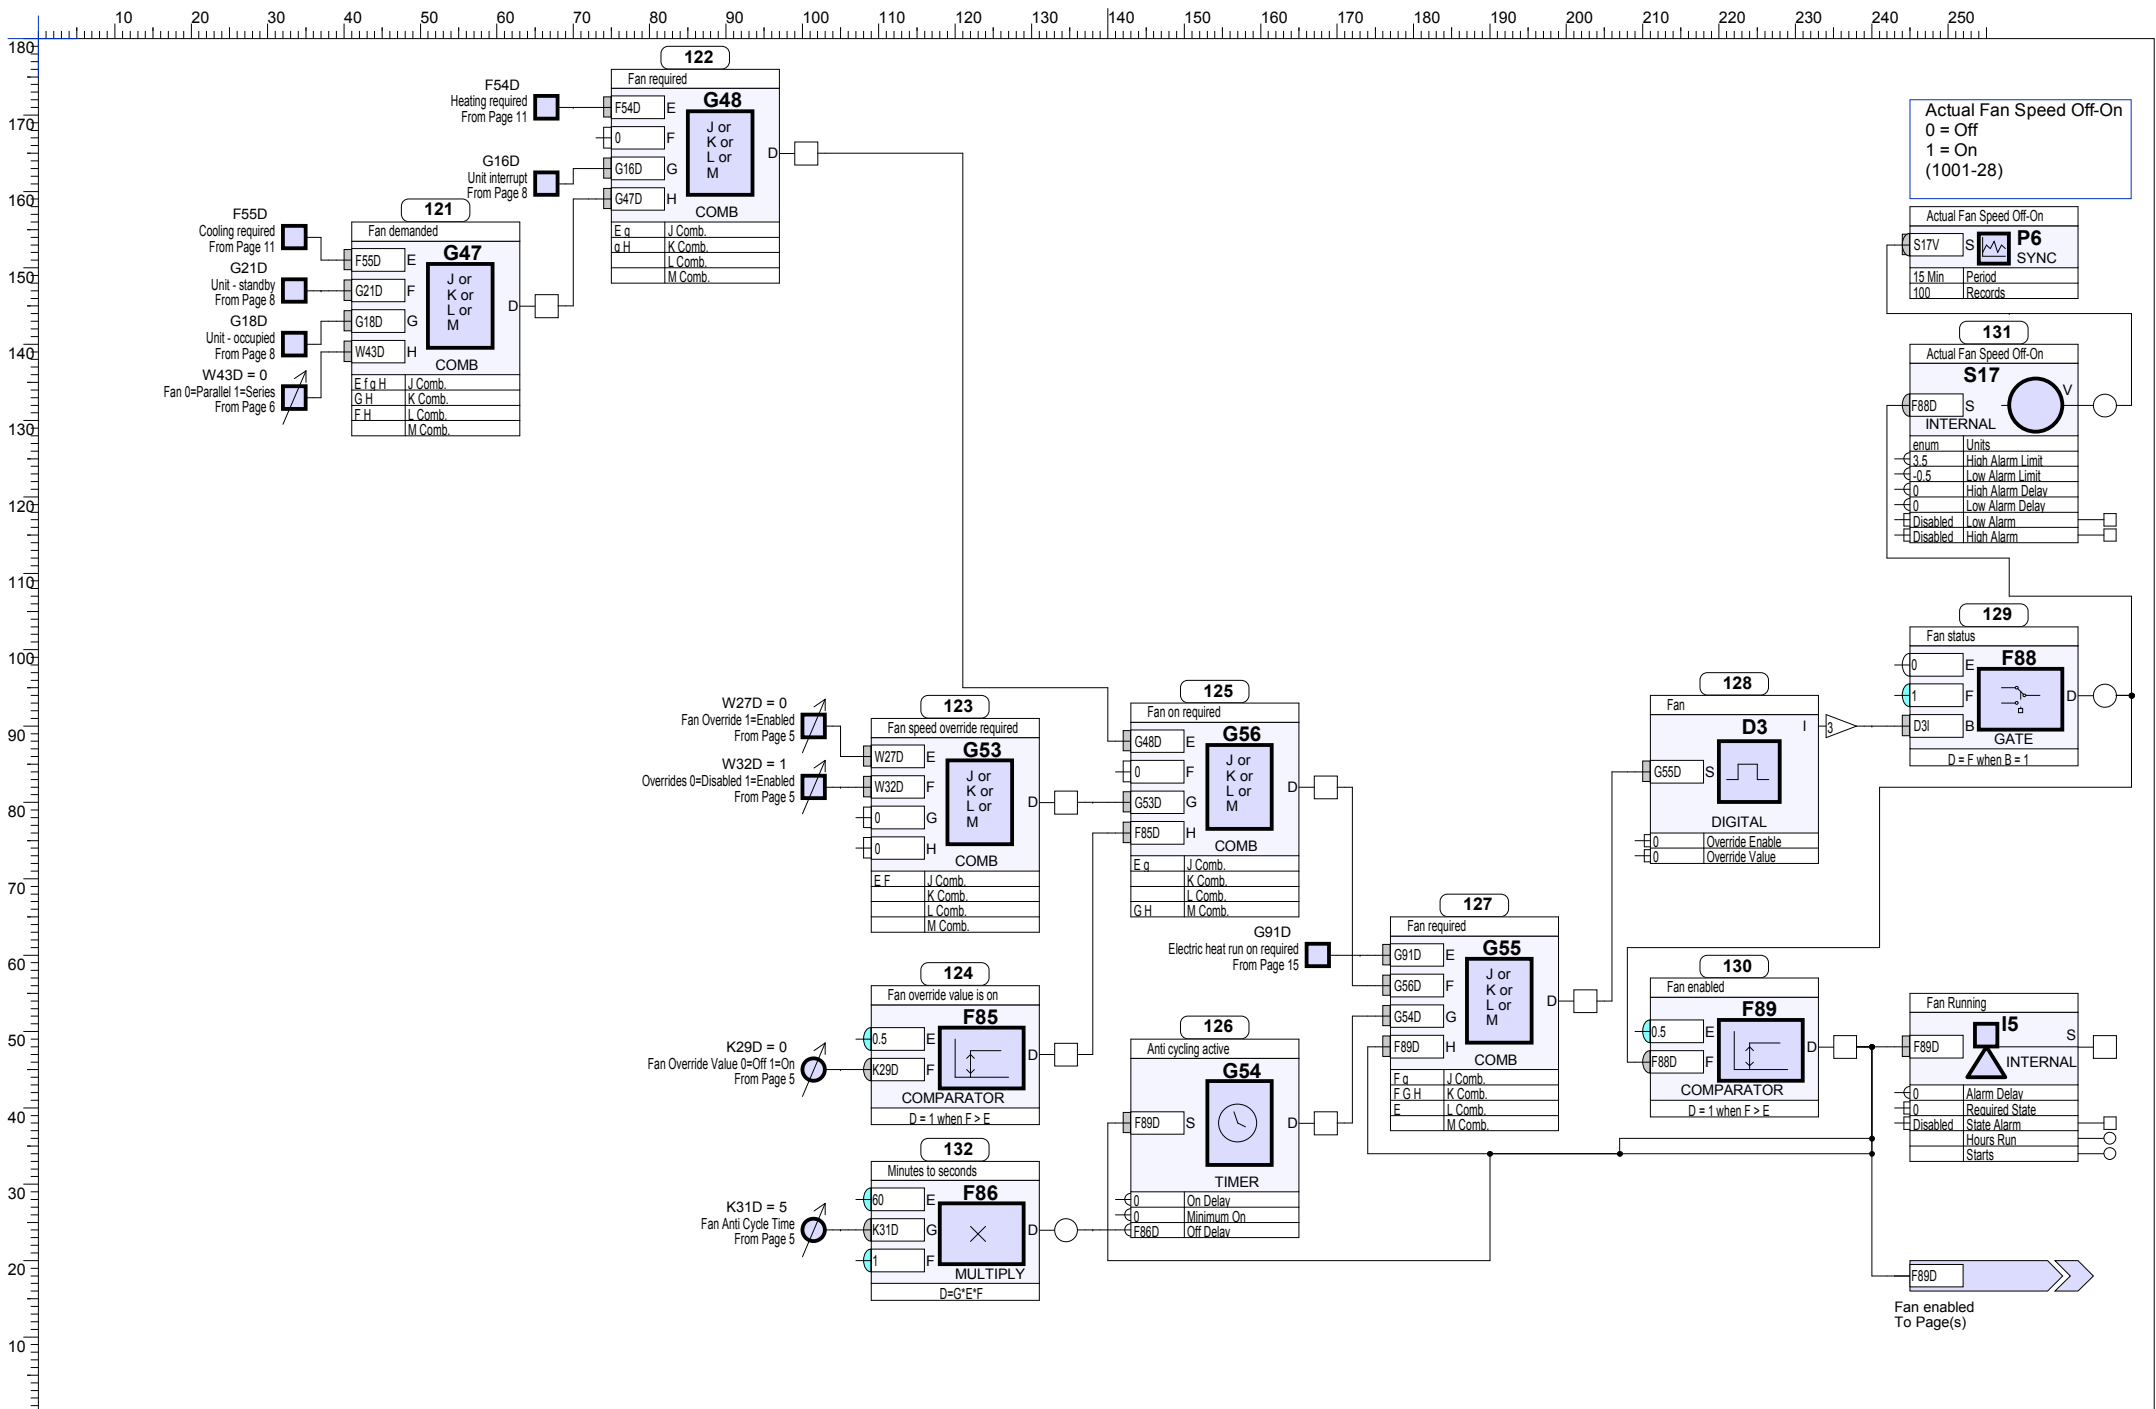 10 20 30 40 50 60 70 80 90 100 110 120 130 140 150 160 170 180 190 200 210 220 230 240 250
180
170
160
150
140
130
120
110
100
90
80
70
60
50
40
30
20
10
F55D
Cooling required
From Page 11
G21D
Unit - standby
From Page 8
G18D
Unit - occupied
From Page 8
W43D = 0
Fan 0=Parallel 1=Series
From Page 6
121
Fan demanded
G47
F55D E
G21D F
G18D G
W43D H
J or
K or
L or
M
D
COMB
E f g H J Comb.
G H K Comb.
F H L Comb.
M Comb.
F54D
Heating required
From Page 11
G16D
Unit interrupt
From Page 8
122
Fan required
G48
F54D E
0 F
G16D G
G47D H
J or
K or
L or
M
D
COMB
E g J Comb.
g H K Comb.
L Comb.
M Comb.
W27D = 0
Fan Override 1=Enabled
From Page 5
W32D = 1
Overrides 0=Disabled 1=Enabled
From Page 5
123
Fan speed override required
G53
W27D E
W32D F
0 G
0 H
J or
K or
L or
M
D
COMB
E F J Comb.
K Comb.
L Comb.
M Comb.
K29D = 0
Fan Override Value 0=Off 1=On
From Page 5
124
Fan override value is on
F85
0.5 E
K29D F
D
COMPARATOR
D = 1 when F > E
K31D = 5
Fan Anti Cycle Time
From Page 5
132
Minutes to seconds
F86
60 E
K31D G
1 F
D
MULTIPLY
D=G*E*F
125
Fan on required
G56
G48D E
0 F
G53D G
F85D H
J or
K or
L or
M
D
COMB
E g J Comb.
K Comb.
L Comb.
G H M Comb.
126
Anti cycling active
G54
F89D S
D
TIMER
0 On Delay
0 Minimum On
F86D Off Delay
G91D
Electric heat run on required
From Page 15
127
Fan required
G55
G91D E
G56D F
G54D G
F89D H
J or
K or
L or
M
D
COMB
F g J Comb.
F G H K Comb.
E L Comb.
M Comb.
128
Fan
D3
I
3
G55D S
DIGITAL
0 Override Enable
0 Override Value
130
Fan enabled
F89
0.5 E
F88D F
D
COMPARATOR
D = 1 when F > E
Actual Fan Speed Off-On
0 = Off
1 = On
(1001-28)
Actual Fan Speed Off-On
S17V S
P6
SYNC
15 Min Period
100 Records
131
Actual Fan Speed Off-On
S17
V
F88D S
INTERNAL
enum Units
3.5 High Alarm Limit
-0.5 Low Alarm Limit
0 High Alarm Delay
0 Low Alarm Delay
Disabled Low Alarm
Disabled High Alarm
129
Fan status
F88
0 E
1 F
D3I B
D
GATE
D = F when B = 1
Fan Running
I5
F89D
S
INTERNAL
0 Alarm Delay
0 Required State
Disabled State Alarm
Hours Run
Starts
F89D
Fan enabled
To Page(s)